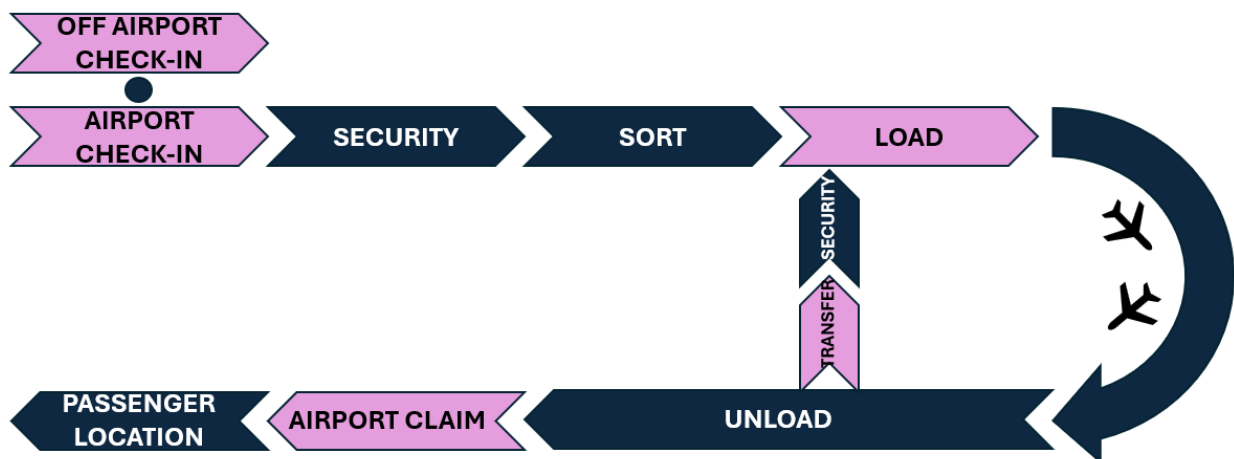 OFF AIRPORT
CHECK-IN
AIRPORT
CHECK-IN
SECURITY
SORT
LOAD
SECURITY
TRANSFER
UNLOAD
AIRPORT CLAIM
PASSENGER
LOCATION